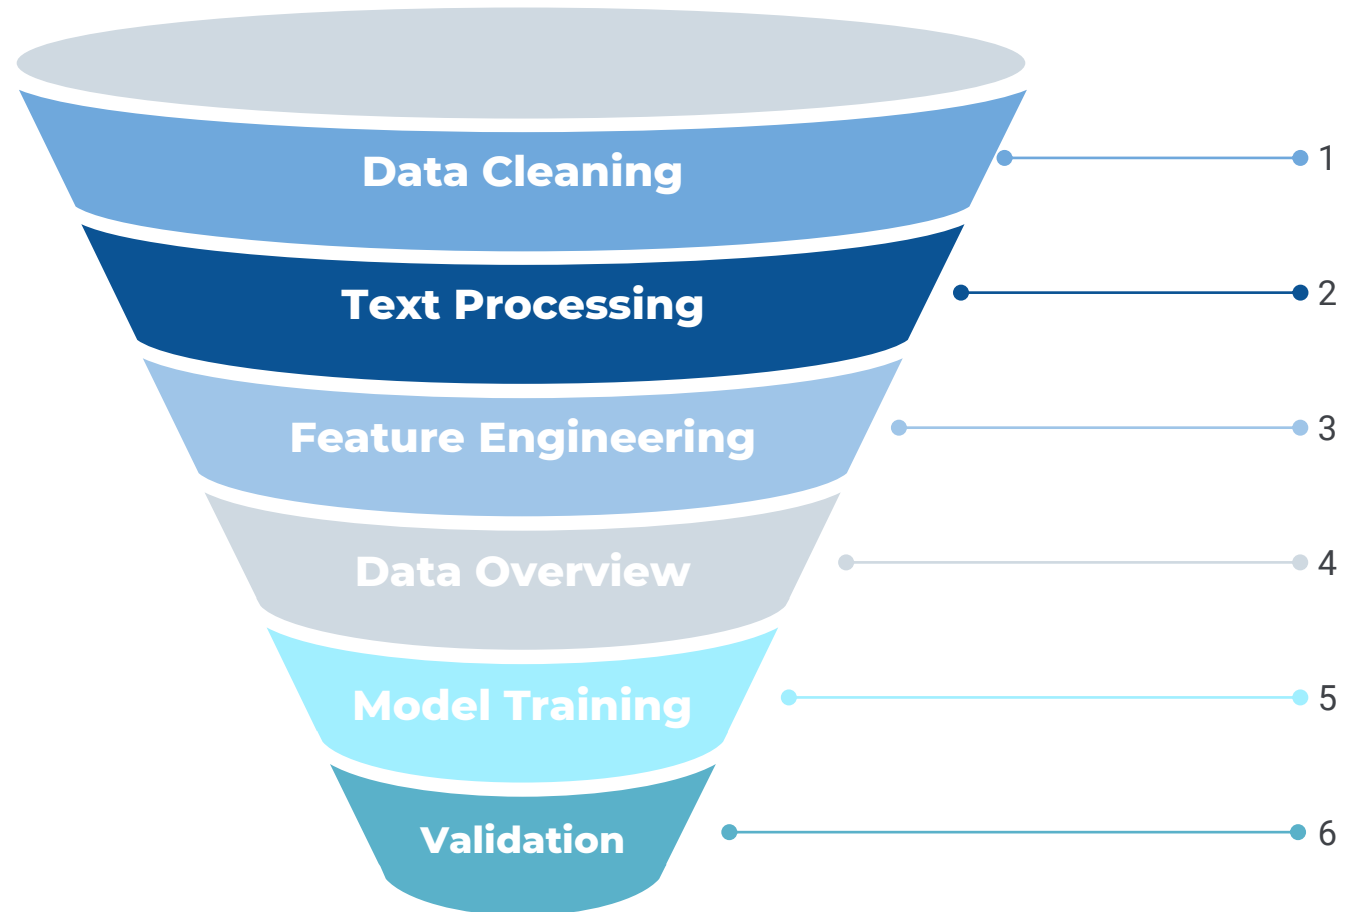 Data Cleaning
1
Text Processing
2
Feature Engineering
3
Data Overview
4
Model Training
5
Validation
6